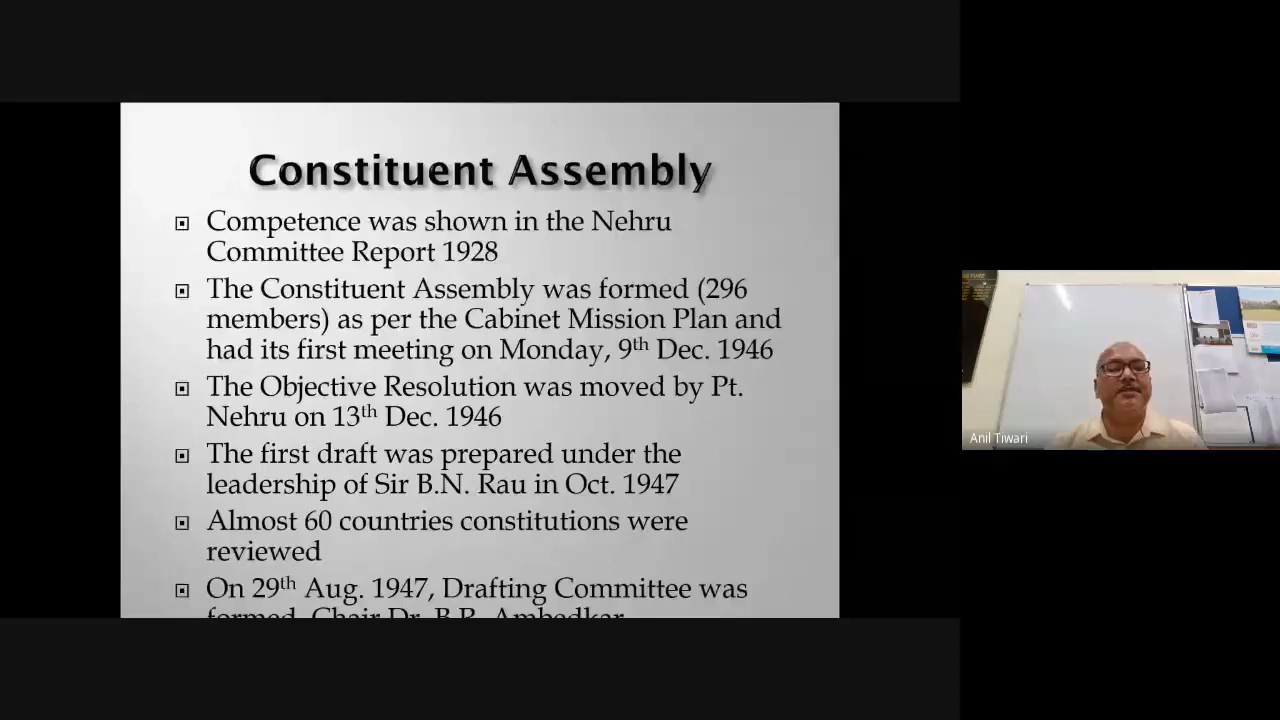 Constituent Assembly
Competence was shown in the Nehru
Committee Report 1928
The Constituent Assembly was formed (296
members) as per the Cabinet Mission Plan and
had its first meeting on Monday, 9th Dec. 1946
The Objective Resolution was moved by Pt.
Nehru on 13th Dec. 1946
The first draft was prepared under the
leadership of Sir B.N. Rau in Oct. 1947
Almost 60 countries constitutions were
reviewed
On 29th Aug. 1947, Drafting Committee was
formed, Chair Dr. B.R. Ambedkar
Anil Tiwari